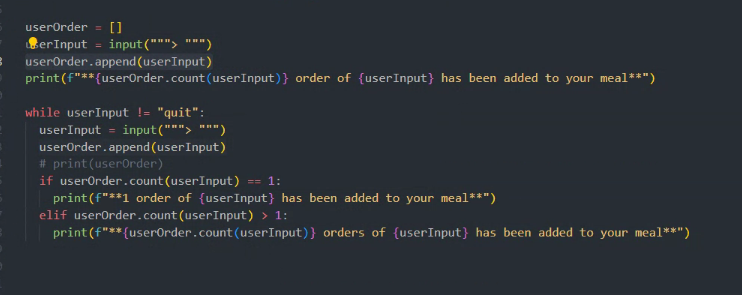 userOrder = []
userInput = input("""> """)
userOrder.append(userInput)
print(f"**{userOrder.count(userInput)} order of {userInput} has been added to your meal**")
while userInput != "quit":
userInput = input("""> """)
userOrder.append(userInput)
# print(userOrder)
if userOrder.count(userInput) == 1:
print(f"**1 order of {userInput} has been added to your meal**")
elif userOrder.count(userInput) > 1:
print(f"**{userOrder.count(userInput)} orders of {userInput} has been added to your meal**")